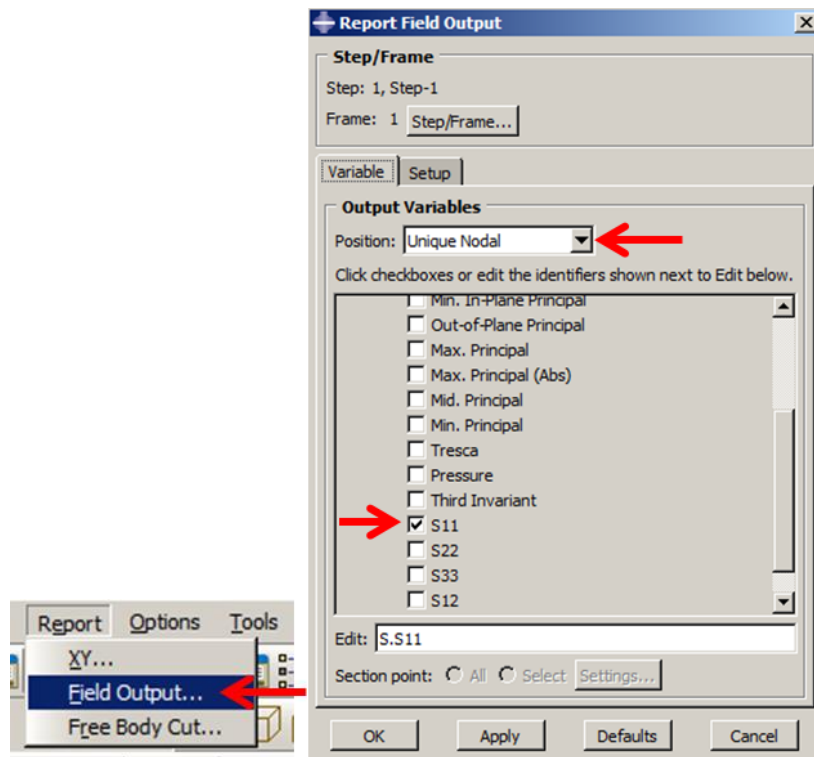 Report Field Output
Step/Frame
Step: 1, Step-1
Frame: 1 Step/Frame...
Variable Setup
Output Variables
Position: Unique Nodal
Click checkboxes or edit the identifiers shown next to Edit below.
Min. In-Plane Principal
Out-of-Plane Principal
Max. Principal
Max. Principal (Abs)
Mid. Principal
Min. Principal
Tresca
Pressure
Third Invariant
S11
S22
S33
S12
Edit: S.S11
Section point: All Select Settings...
OK Apply Defaults Cancel
Report Options Tools
XY...
Field Output...
Free Body Cut...